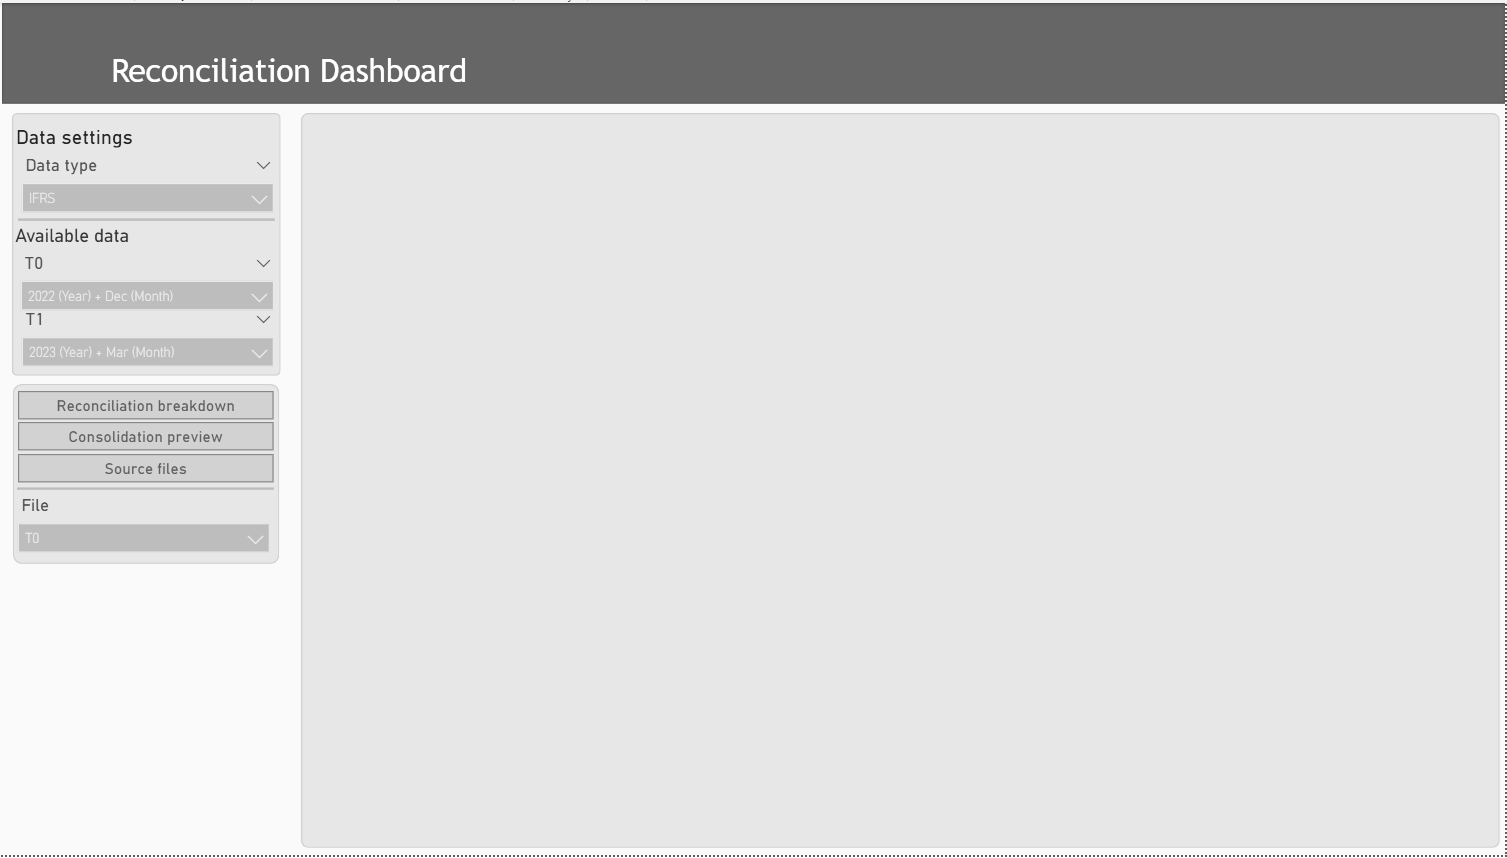 Reconciliation Dashboard
Data settings
Data type
IFRS
Available data
T0
2022 (Year) + Dec (Month)
T1
2023 (Year) + Mar (Month)
Reconciliation breakdown
Consolidation preview
Source files
File
T0